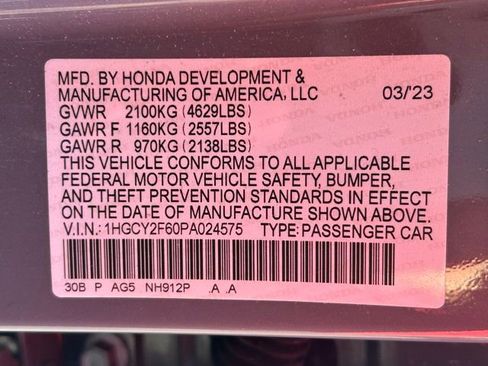 MFD. BY HONDA DEVELOPMENT &
MANUFACTURING OF AMERICA, LLC 03/23
GVWR 2100KG (4629LBS)
GAWR F 1160KG (2557LBS)
GAWR R 970KG (2138LBS)
THIS VEHICLE CONFORMS TO ALL APPLICABLE
FEDERAL MOTOR VEHICLE SAFETY, BUMPER,
AND THEFT PREVENTION STANDARDS IN EFFECT
ON THE DATE OF MANUFACTURE SHOWN ABOVE.
V.I.N.: 1HGCY2F60PA024575 TYPE: PASSENGER CAR
30B P AG5 NH912P .A .A